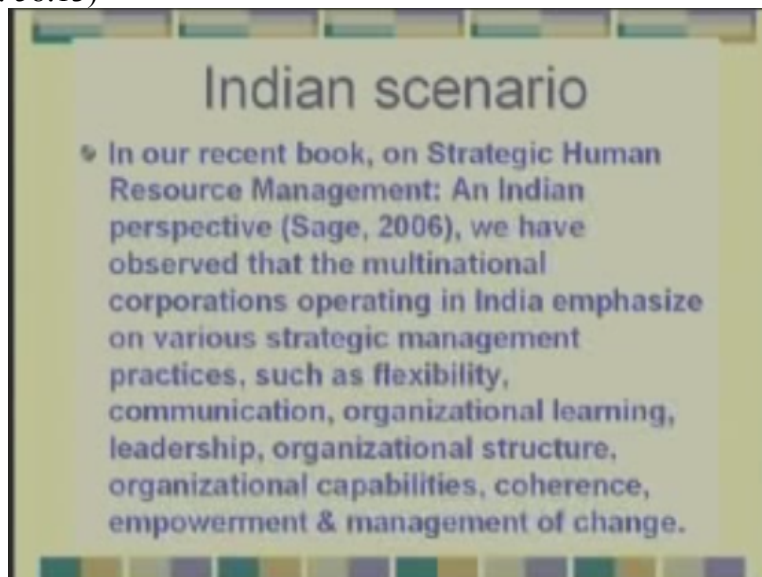 Indian scenario
In our recent book, on Strategic Human
Resource Management: An Indian
perspective (Sage, 2006), we have
observed that the multinational
corporations operating in India emphasize
on various strategic management
practices, such as flexibility,
communication, organizational learning,
leadership, organizational structure,
organizational capabilities, coherence,
empowerment & management of change.